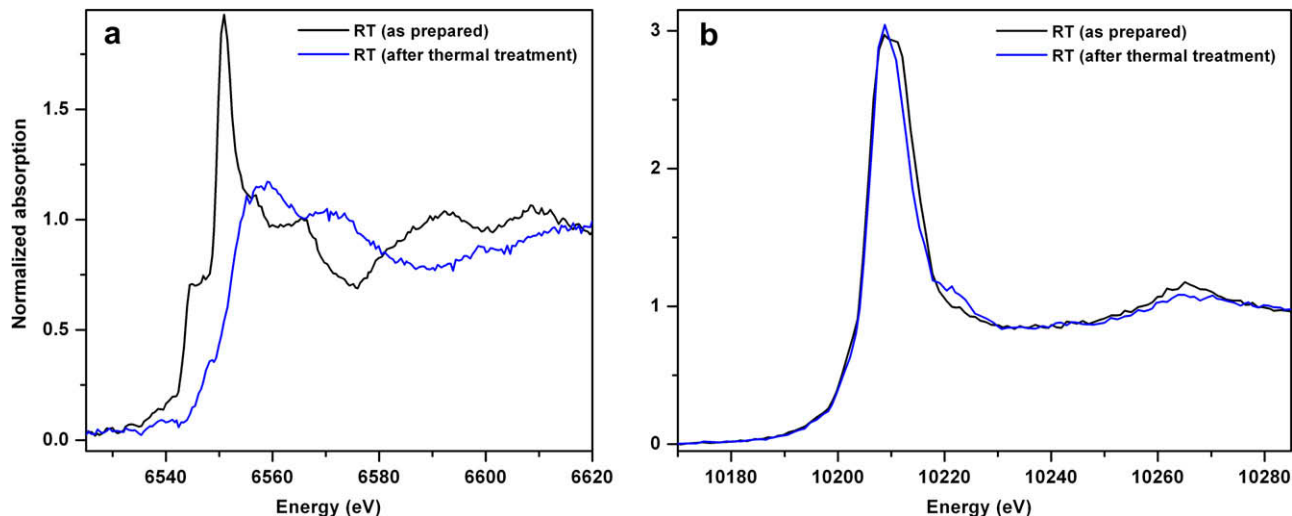 a
RT (as prepared)
RT (after thermal treatment)
Normalized absorption
1.5
1.0
0.5
0.0
6540 6560 6580 6600 6620
Energy (eV)
b
RT (as prepared)
RT (after thermal treatment)
3
2
1
0
10180 10200 10220 10240 10260 10280
Energy (eV)